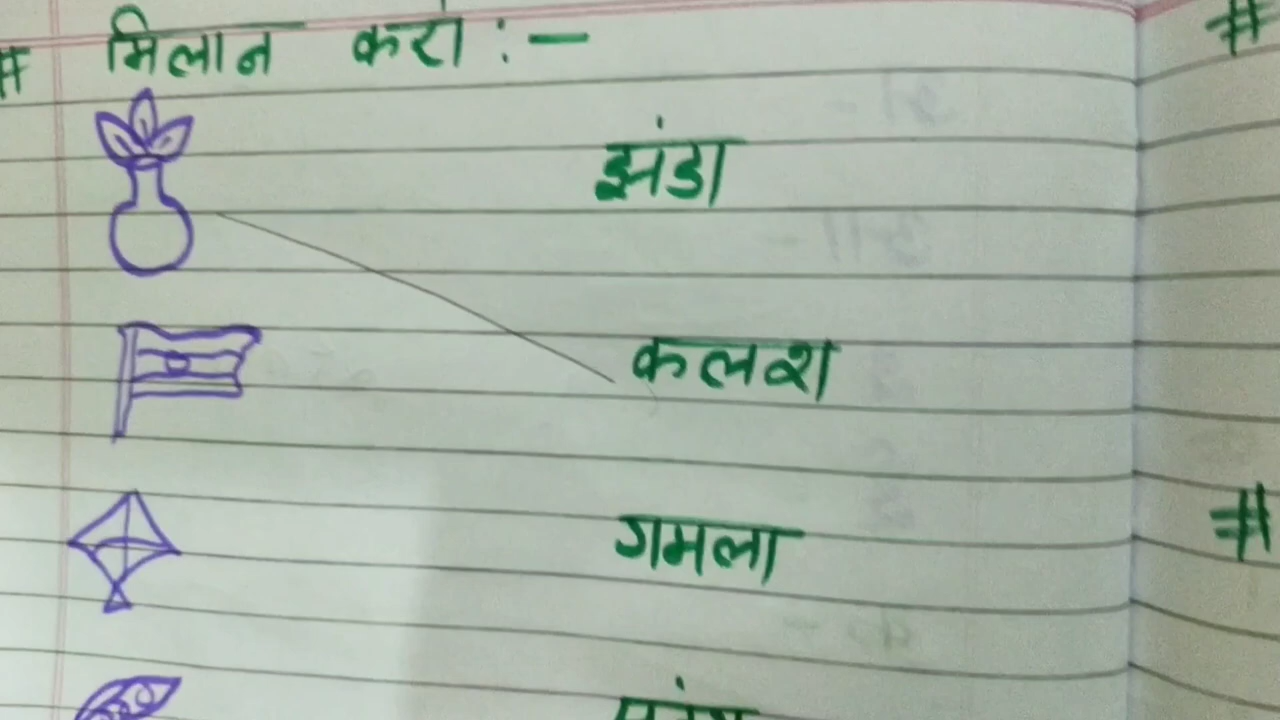 # मिलान करो :- #
झंडा
कलश
गमला #